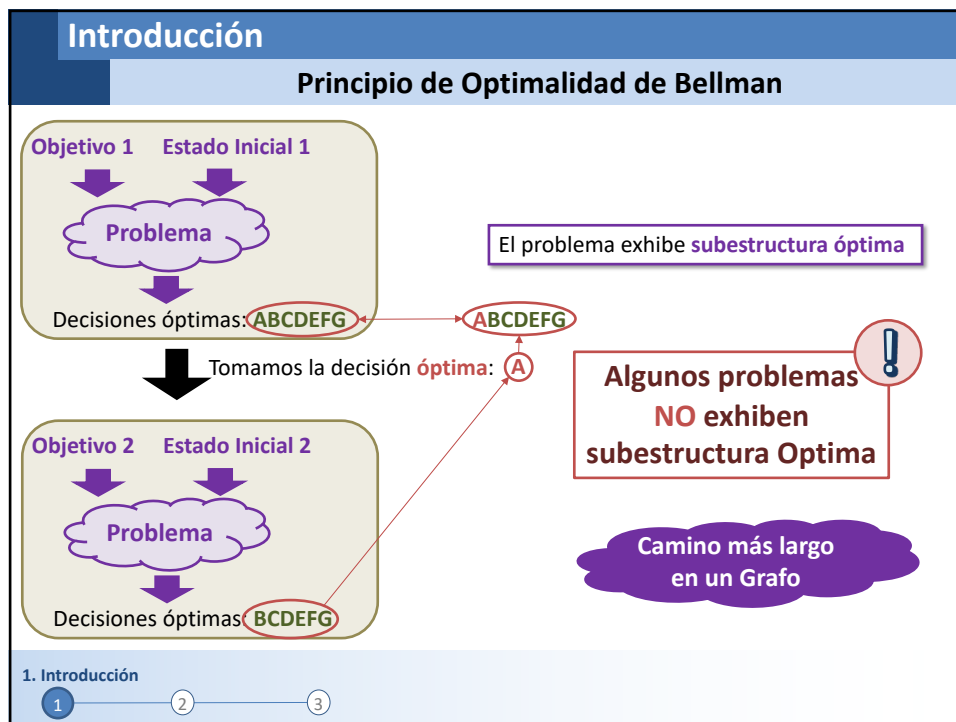 Introducción
Principio de Optimalidad de Bellman
Objetivo 1 Estado Inicial 1
Problema
Decisiones óptimas: ABCDEFG
ABCDEFG
El problema exhibe subestructura óptima
Tomamos la decisión óptima: A
Objetivo 2 Estado Inicial 2
Problema
Decisiones óptimas: BCDEFG
!
Algunos problemas
NO exhiben
subestructura Optima
Camino más largo
en un Grafo
1. Introducción
1 2 3